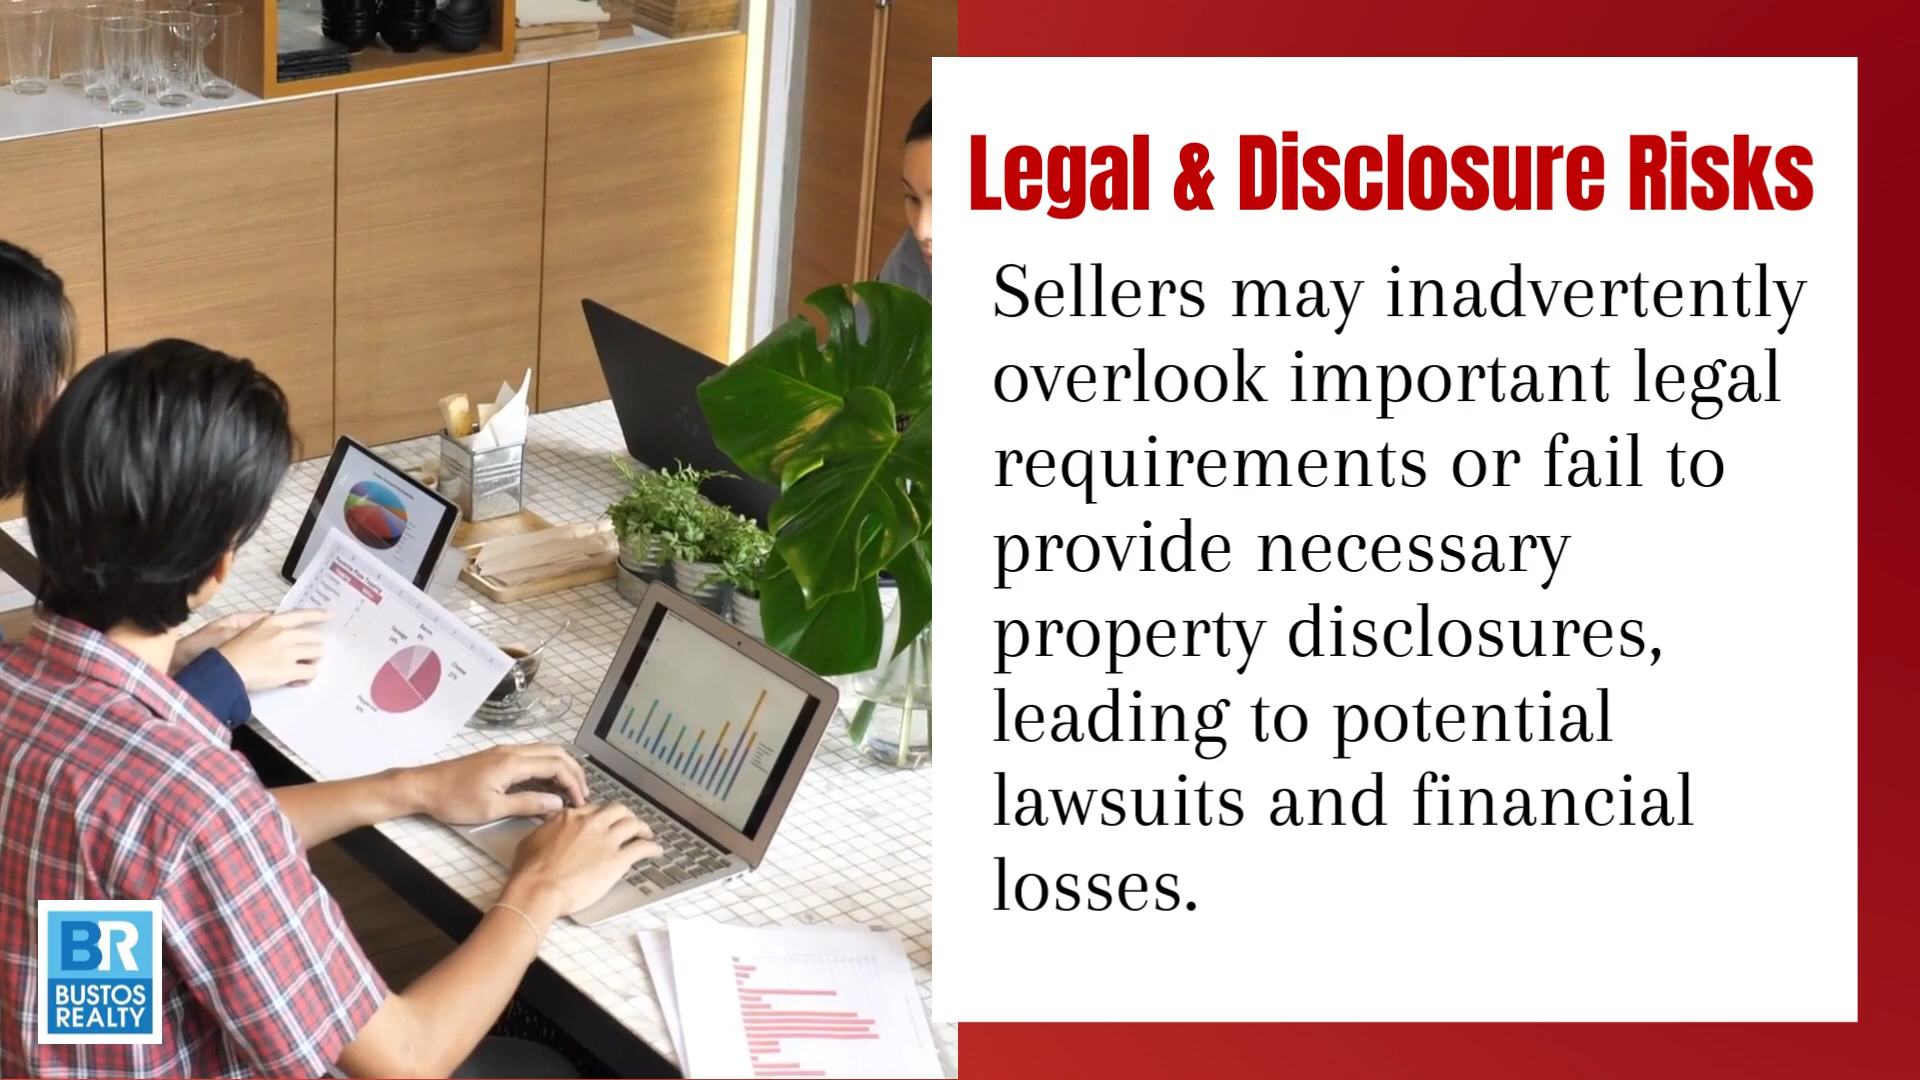 Legal & Disclosure Risks
Sellers may inadvertently
overlook important legal
requirements or fail to
provide necessary
property disclosures,
leading to potential
lawsuits and financial
losses.
BR
BUSTOS
REALTY